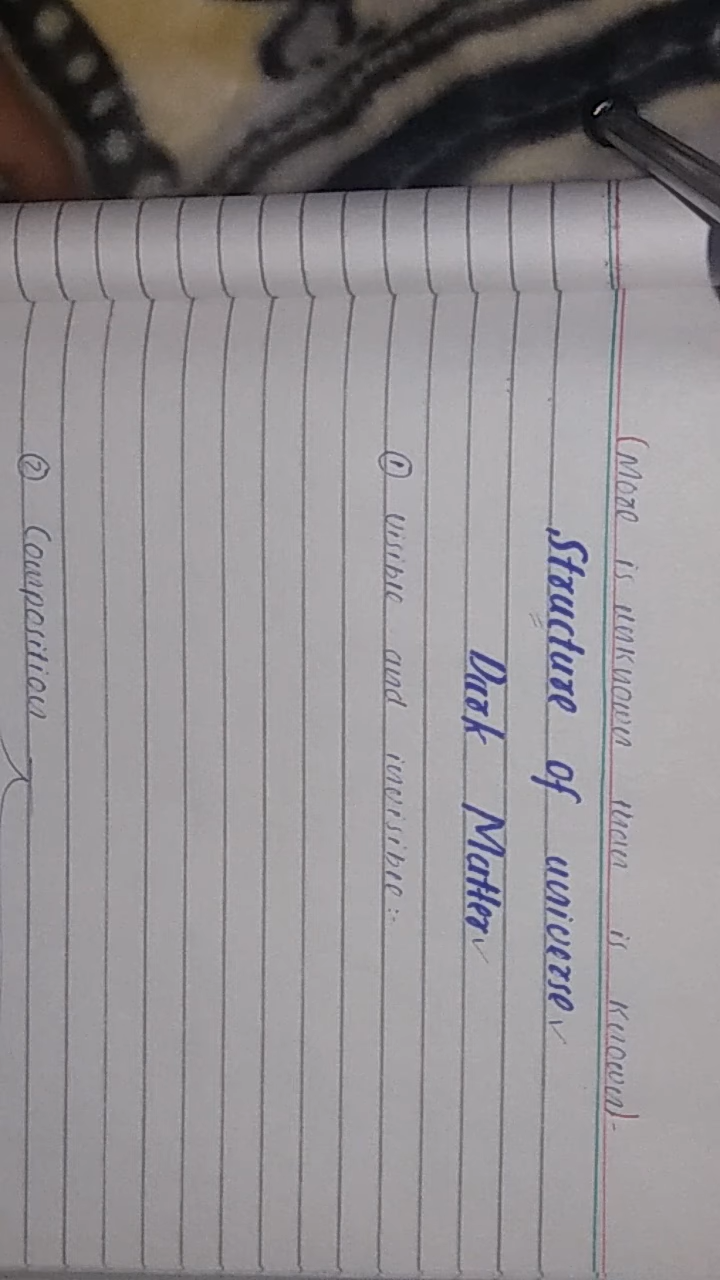 (More is unknown than is known)-
Structure of universe
Dark Matter
① visible and invisible :-
② Composition